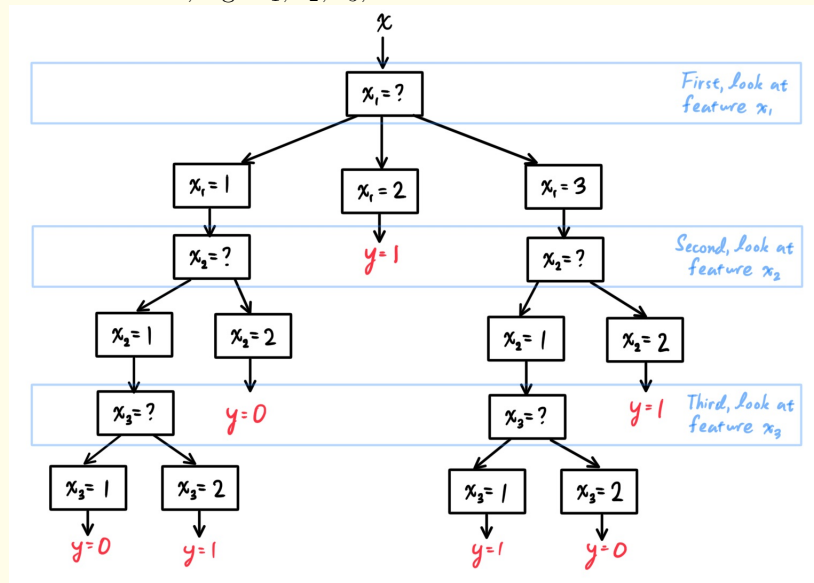 x
x₁ = ?
First, look at
feature x₁
x₁ = 1
x₁ = 2
x₁ = 3
x₂ = ?
y = 1
x₂ = ?
Second, look at
feature x₂
x₂ = 1
x₂ = 2
x₂ = 1
x₂ = 2
x₃ = ?
y = 0
x₃ = ?
y = 1
Third, look at
feature x₃
x₃ = 1
x₃ = 2
x₃ = 1
x₃ = 2
y = 0
y = 1
y = 1
y = 0